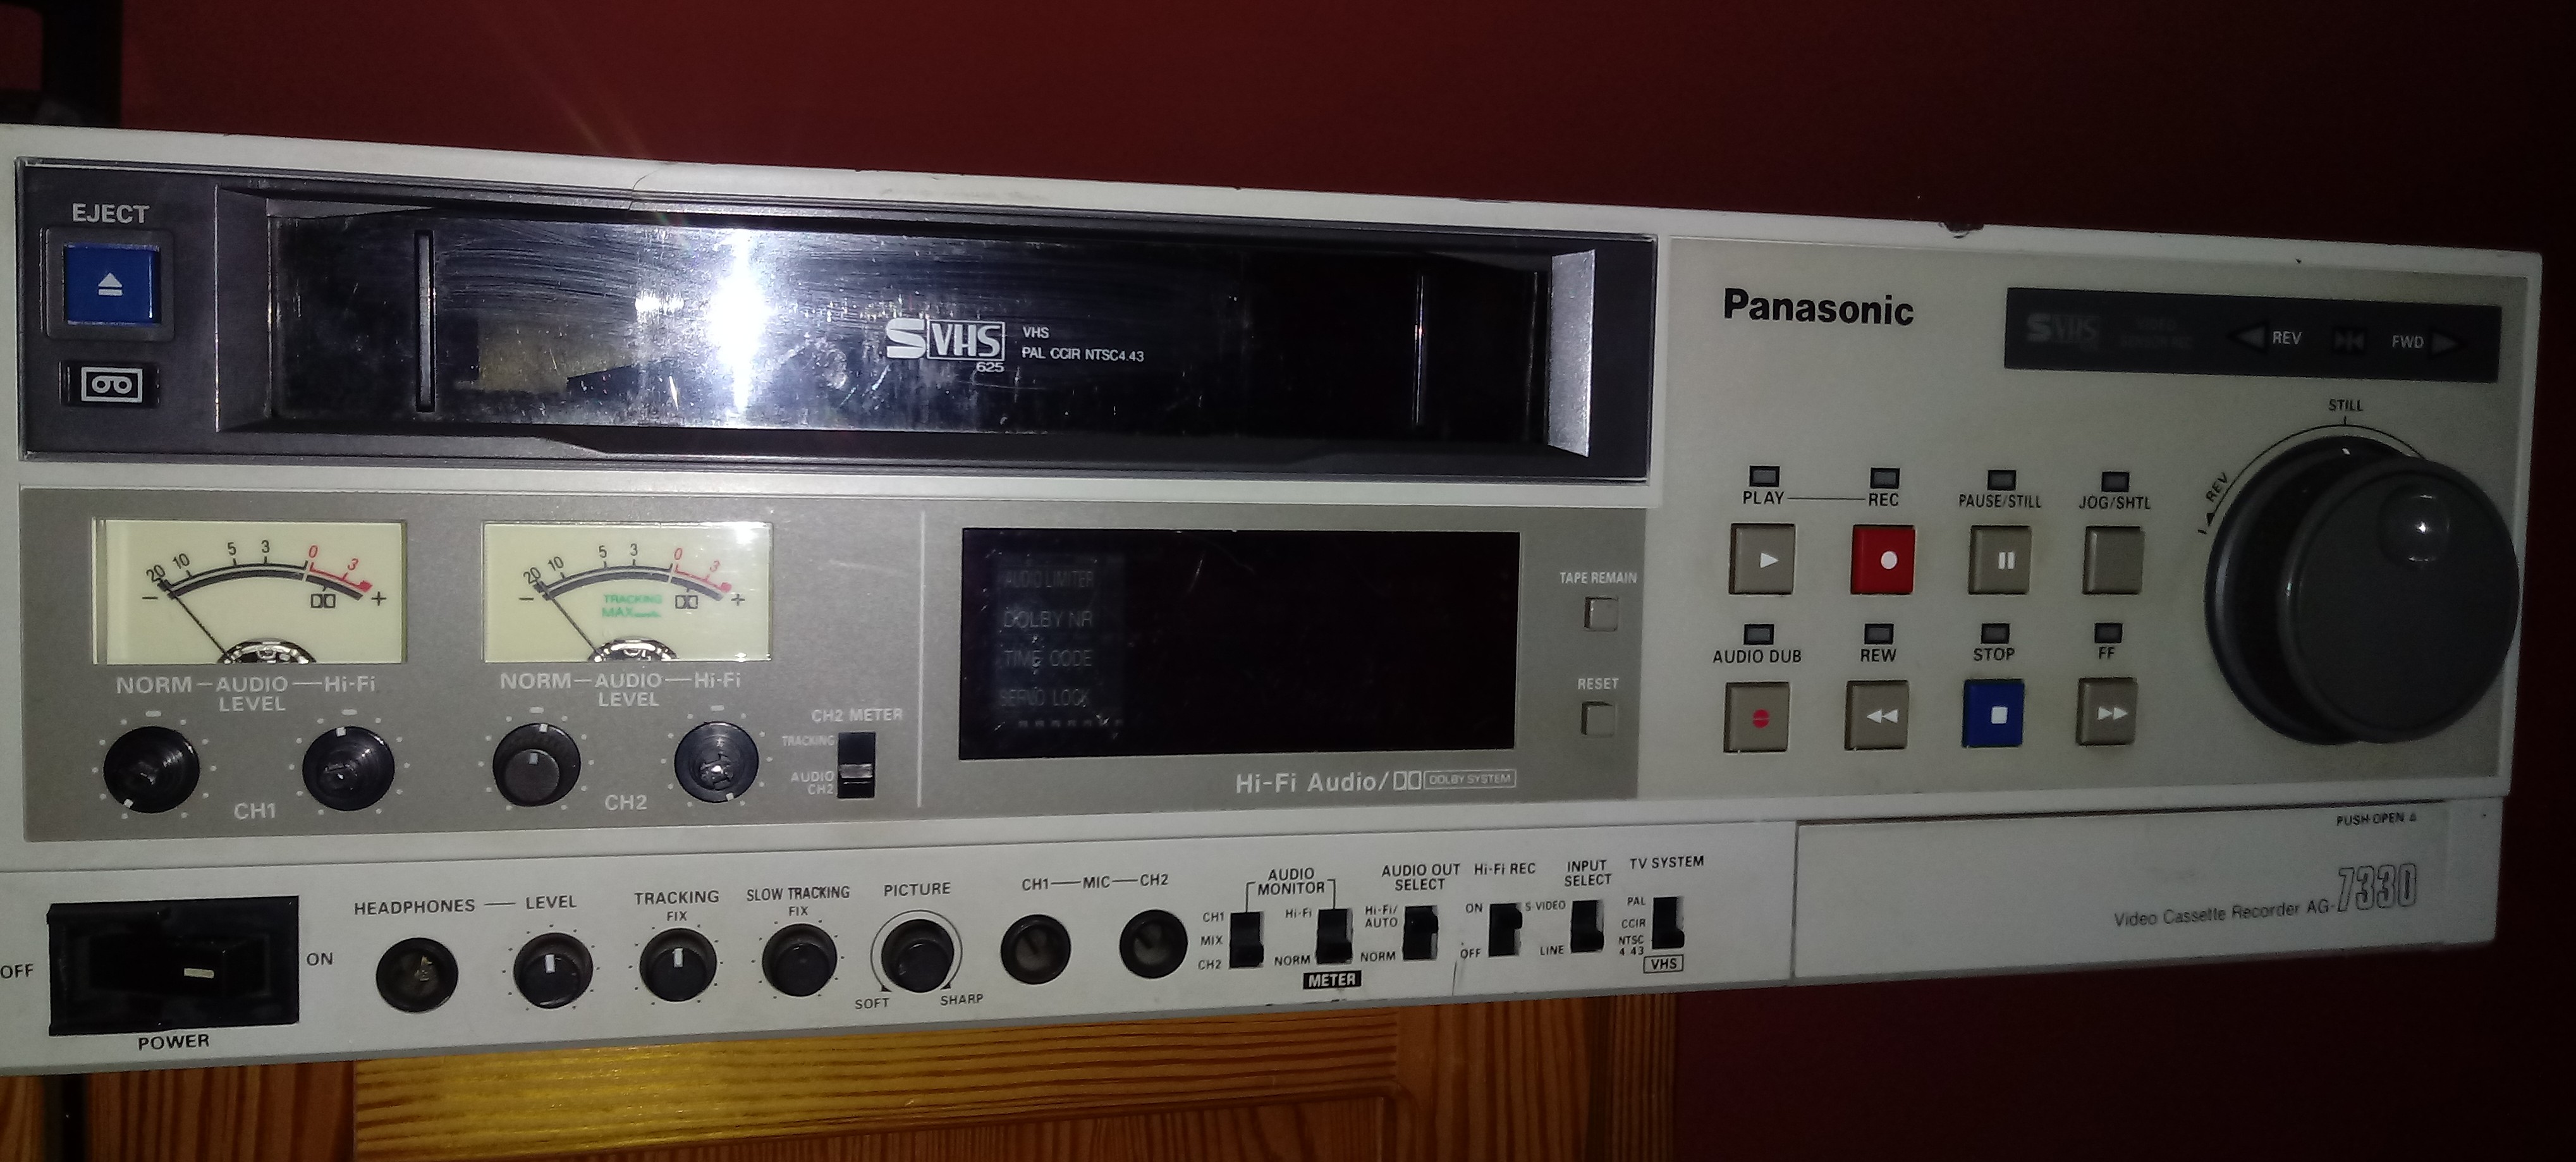 EJECT
S VHS
625
VHS
PAL CCIR NTSC4.43
Panasonic
S VHS
REV
FWD
STILL
REV
PLAY
REC
PAUSE/STILL
JOG/SHTL
AUDIO DUB
REW
STOP
FF
20 10 5 3 0 3
- +
20 10 5 3 0 3
- +
TRACKING
MAX
NORM AUDIO LEVEL Hi-Fi
CH1
NORM AUDIO LEVEL Hi-Fi
CH2
CH2 METER
TRACKING
AUDIO
CH2
AUDIO LIMITER
DOLBY NR
TIME CODE
SERVO LOCK
TAPE REMAIN
RESET
Hi-Fi Audio/ DOLBY SYSTEM
PUSH OPEN
Video Cassette Recorder AG-7330
OFF
ON
POWER
HEADPHONES
LEVEL
TRACKING
FIX
SLOW TRACKING
FIX
PICTURE
SOFT
SHARP
CH1 MIC CH2
AUDIO
MONITOR
CH1
MIX
CH2
Hi-Fi
NORM
METER
AUDIO OUT
SELECT
Hi-Fi/
AUTO
NORM
Hi-Fi REC
ON
OFF
INPUT
SELECT
S VIDEO
LINE
TV SYSTEM
PAL
CCIR
NTSC
4.43
VHS